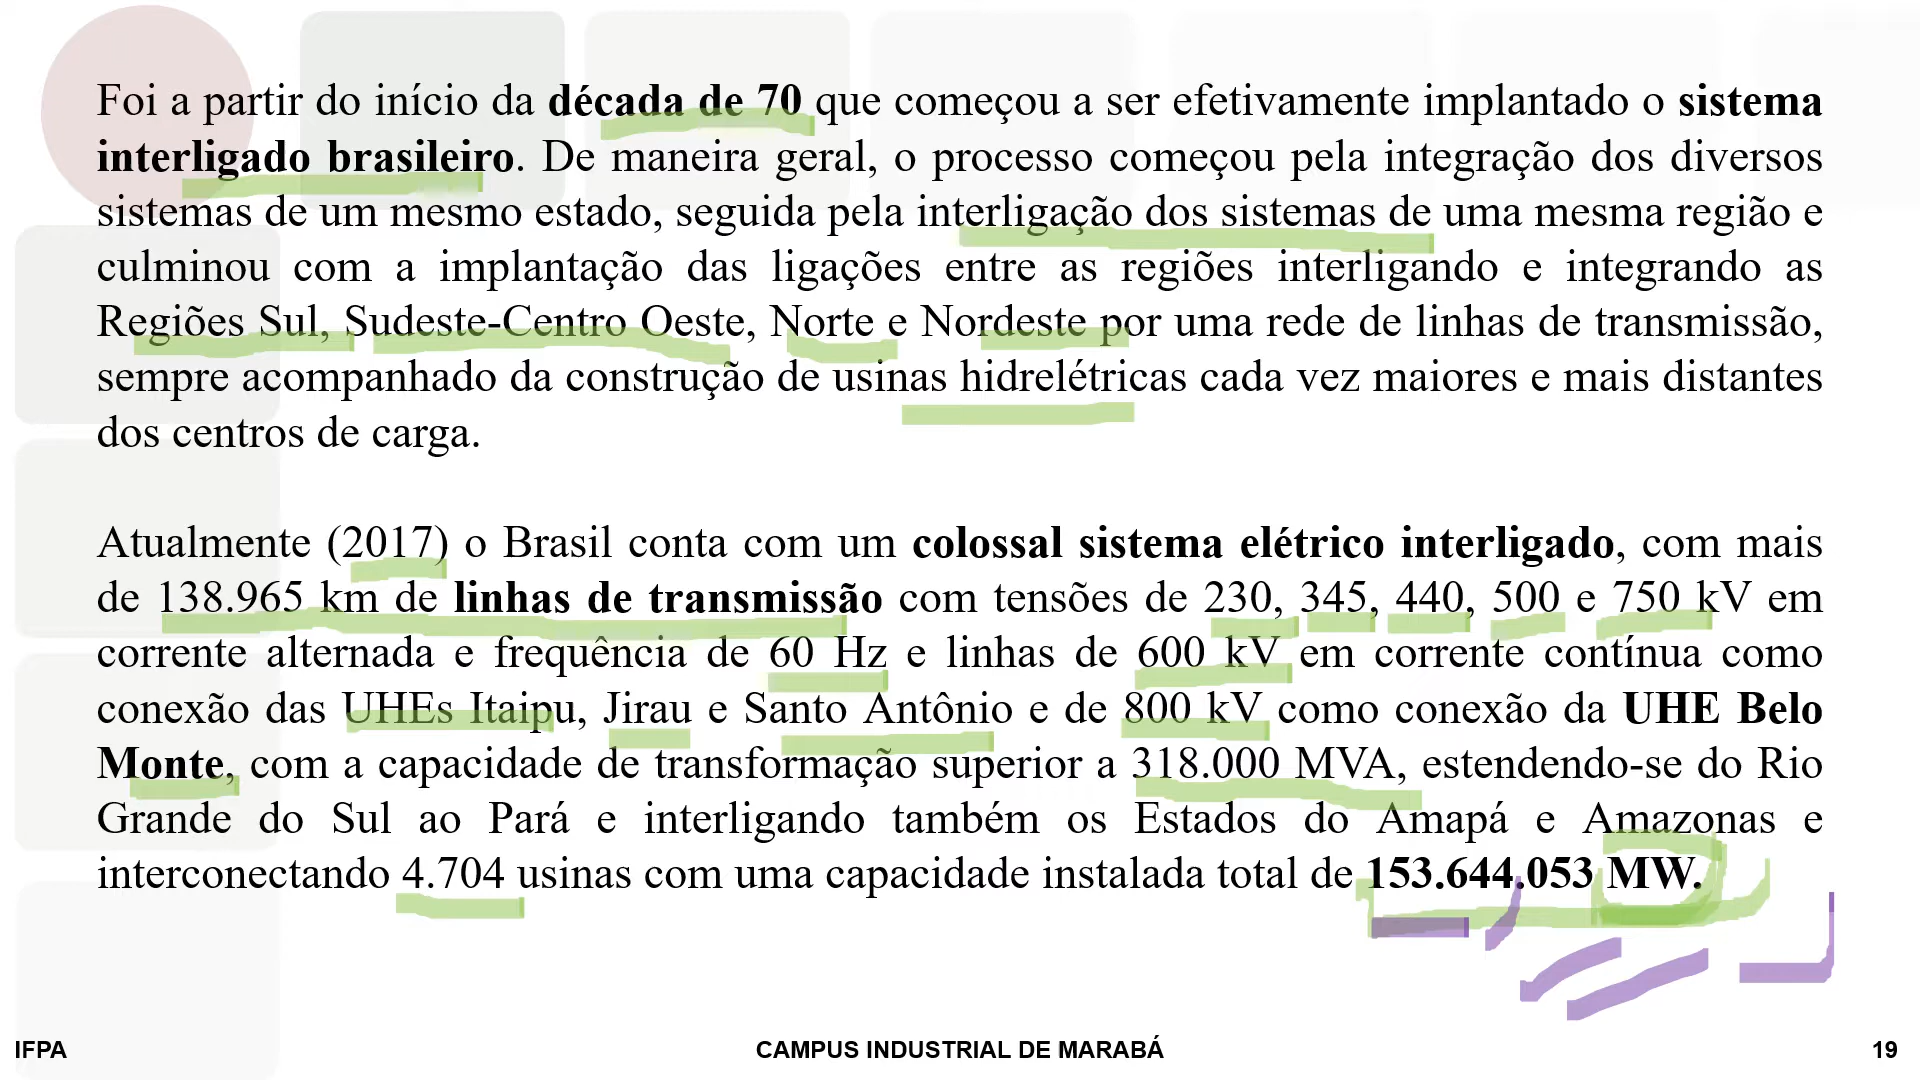 Foi a partir do início da década de 70 que começou a ser efetivamente implantado o sistema
interligado brasileiro. De maneira geral, o processo começou pela integração dos diversos
sistemas de um mesmo estado, seguida pela interligação dos sistemas de uma mesma região e
culminou com a implantação das ligações entre as regiões interligando e integrando as
Regiões Sul, Sudeste-Centro Oeste, Norte e Nordeste por uma rede de linhas de transmissão,
sempre acompanhado da construção de usinas hidrelétricas cada vez maiores e mais distantes
dos centros de carga.
Atualmente (2017) o Brasil conta com um colossal sistema elétrico interligado, com mais
de 138.965 km de linhas de transmissão com tensões de 230, 345, 440, 500 e 750 kV em
corrente alternada e frequência de 60 Hz e linhas de 600 kV em corrente contínua como
conexão das UHEs Itaipu, Jirau e Santo Antônio e de 800 kV como conexão da UHE Belo
Monte, com a capacidade de transformação superior a 318.000 MVA, estendendo-se do Rio
Grande do Sul ao Pará e interligando também os Estados do Amapá e Amazonas e
interconectando 4.704 usinas com uma capacidade instalada total de 153.644.053 MW.
IFPA
CAMPUS INDUSTRIAL DE MARABÁ
19